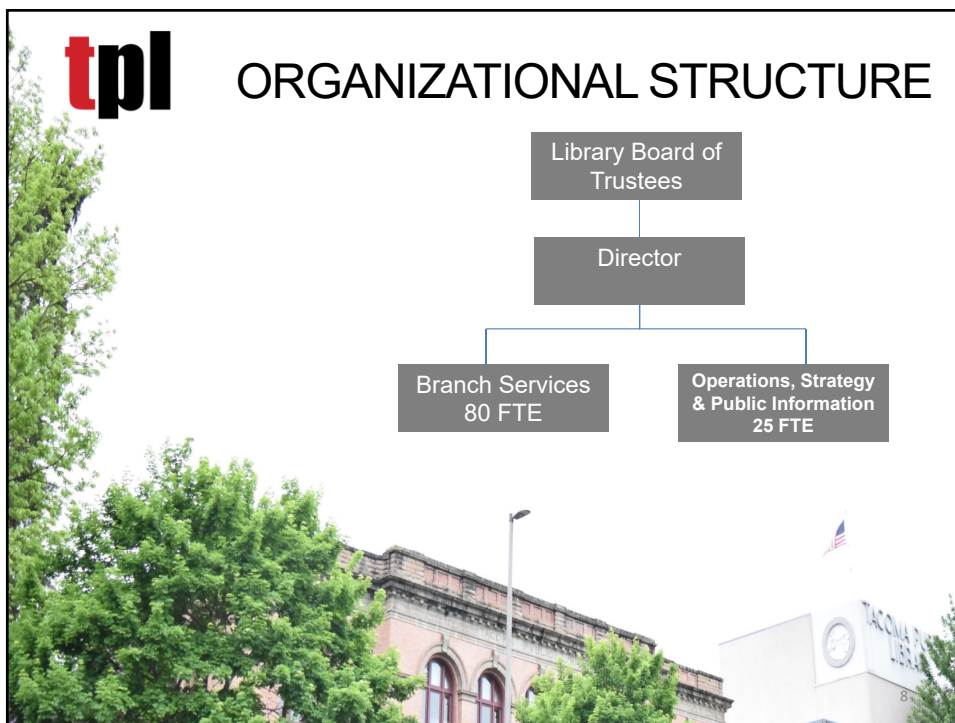 tpl
ORGANIZATIONAL STRUCTURE
Library Board of
Trustees
Director
Branch Services
80 FTE
Operations, Strategy
& Public Information
25 FTE
TACOMA
8